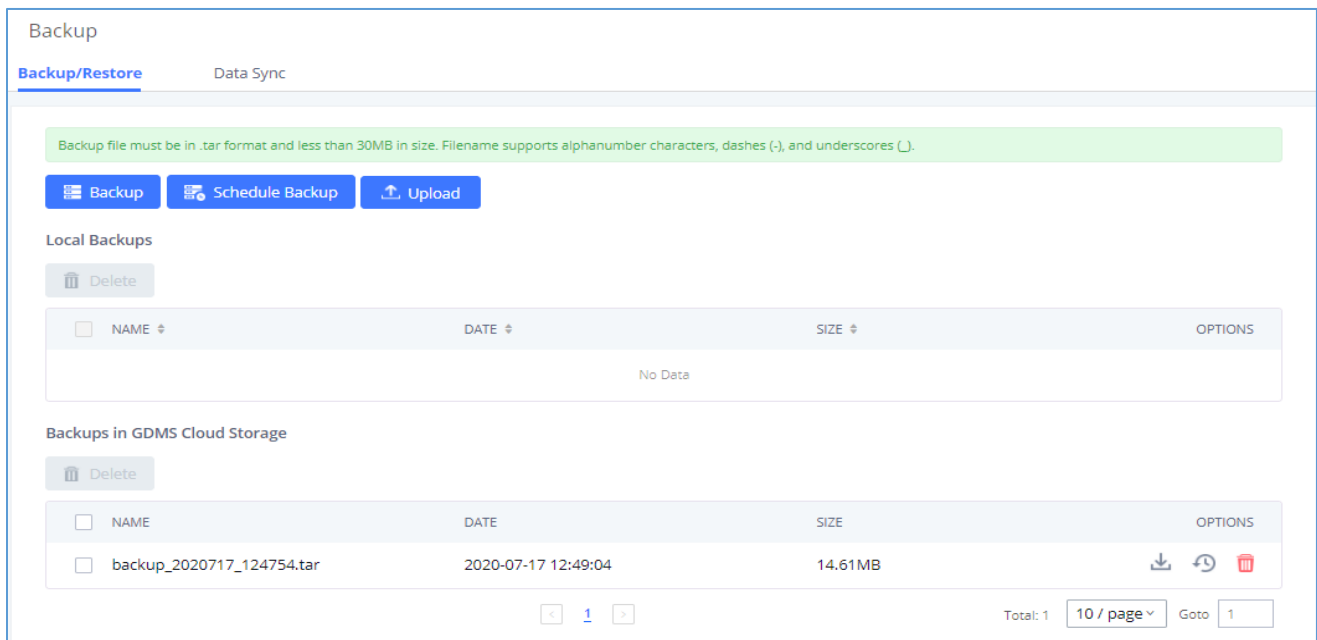 Backup
Backup/Restore Data Sync
Backup file must be in .tar format and less than 30MB in size. Filename supports alphanumber characters, dashes (-), and underscores (_).
Backup Schedule Backup Upload
Local Backups
Delete
NAME DATE SIZE OPTIONS
No Data
Backups in GDMS Cloud Storage
Delete
NAME DATE SIZE OPTIONS
backup_2020717_124754.tar 2020-07-17 12:49:04 14.61MB
< 1 > Total: 1 10 / page Goto 1